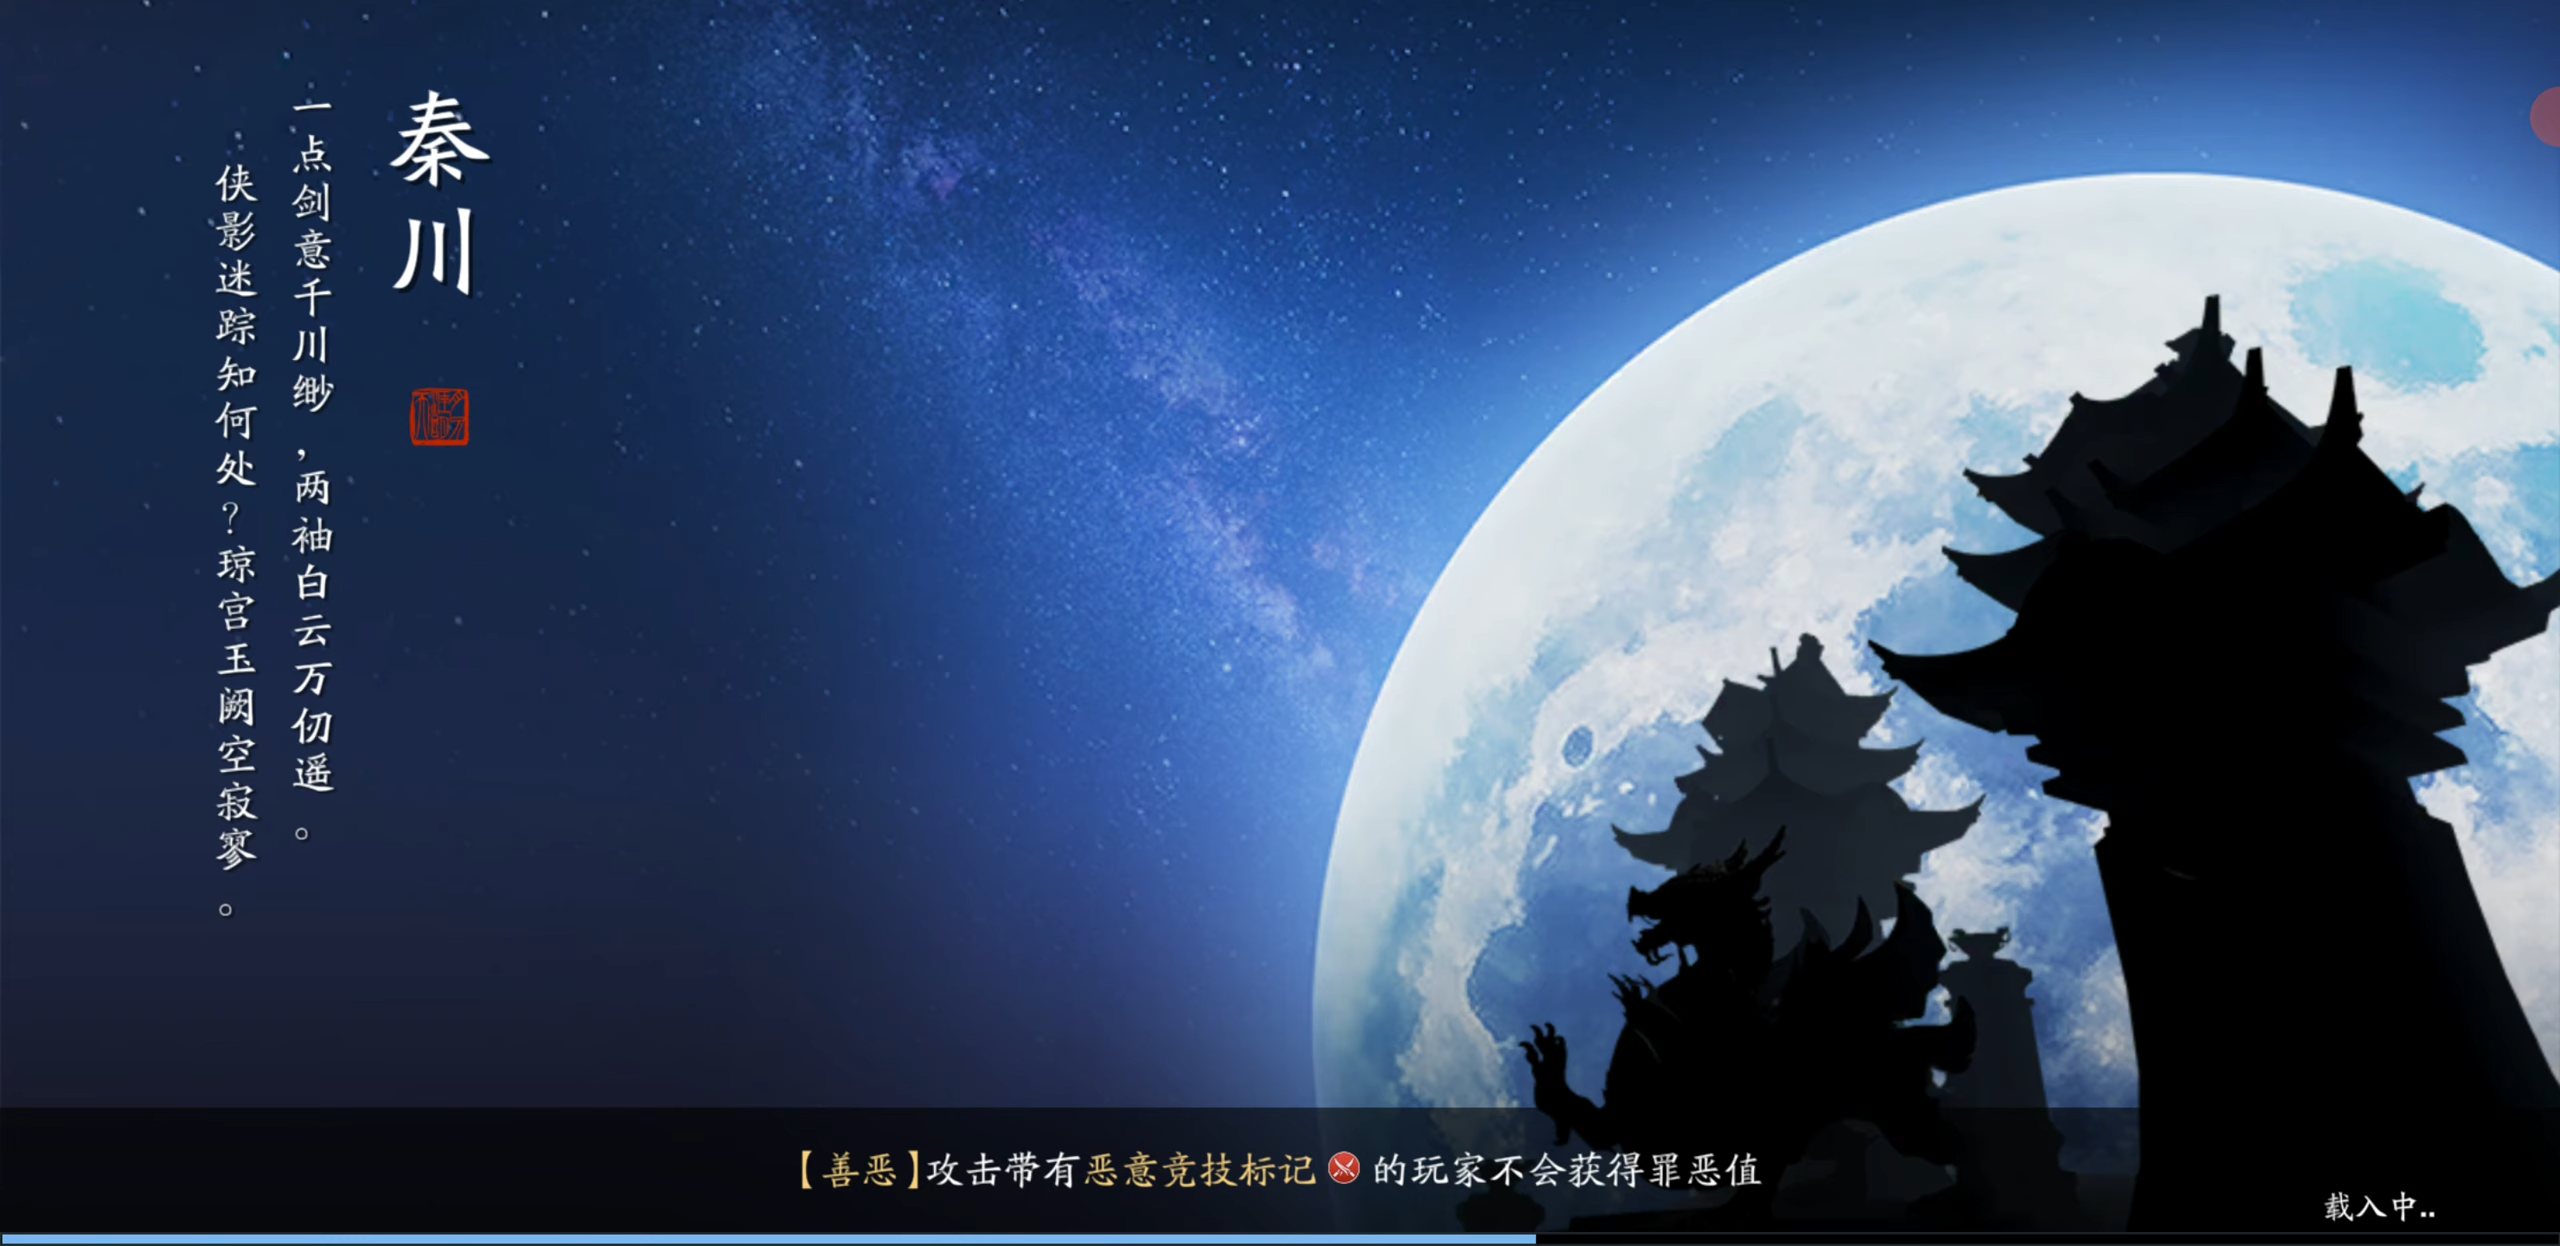 秦川
一点剑意千川缈，两袖白云万仞遥。
侠影迷踪知何处？琼宫玉阙空寂寥。
【善恶】攻击带有恶意竞技标记的玩家不会获得罪恶值
载入中..